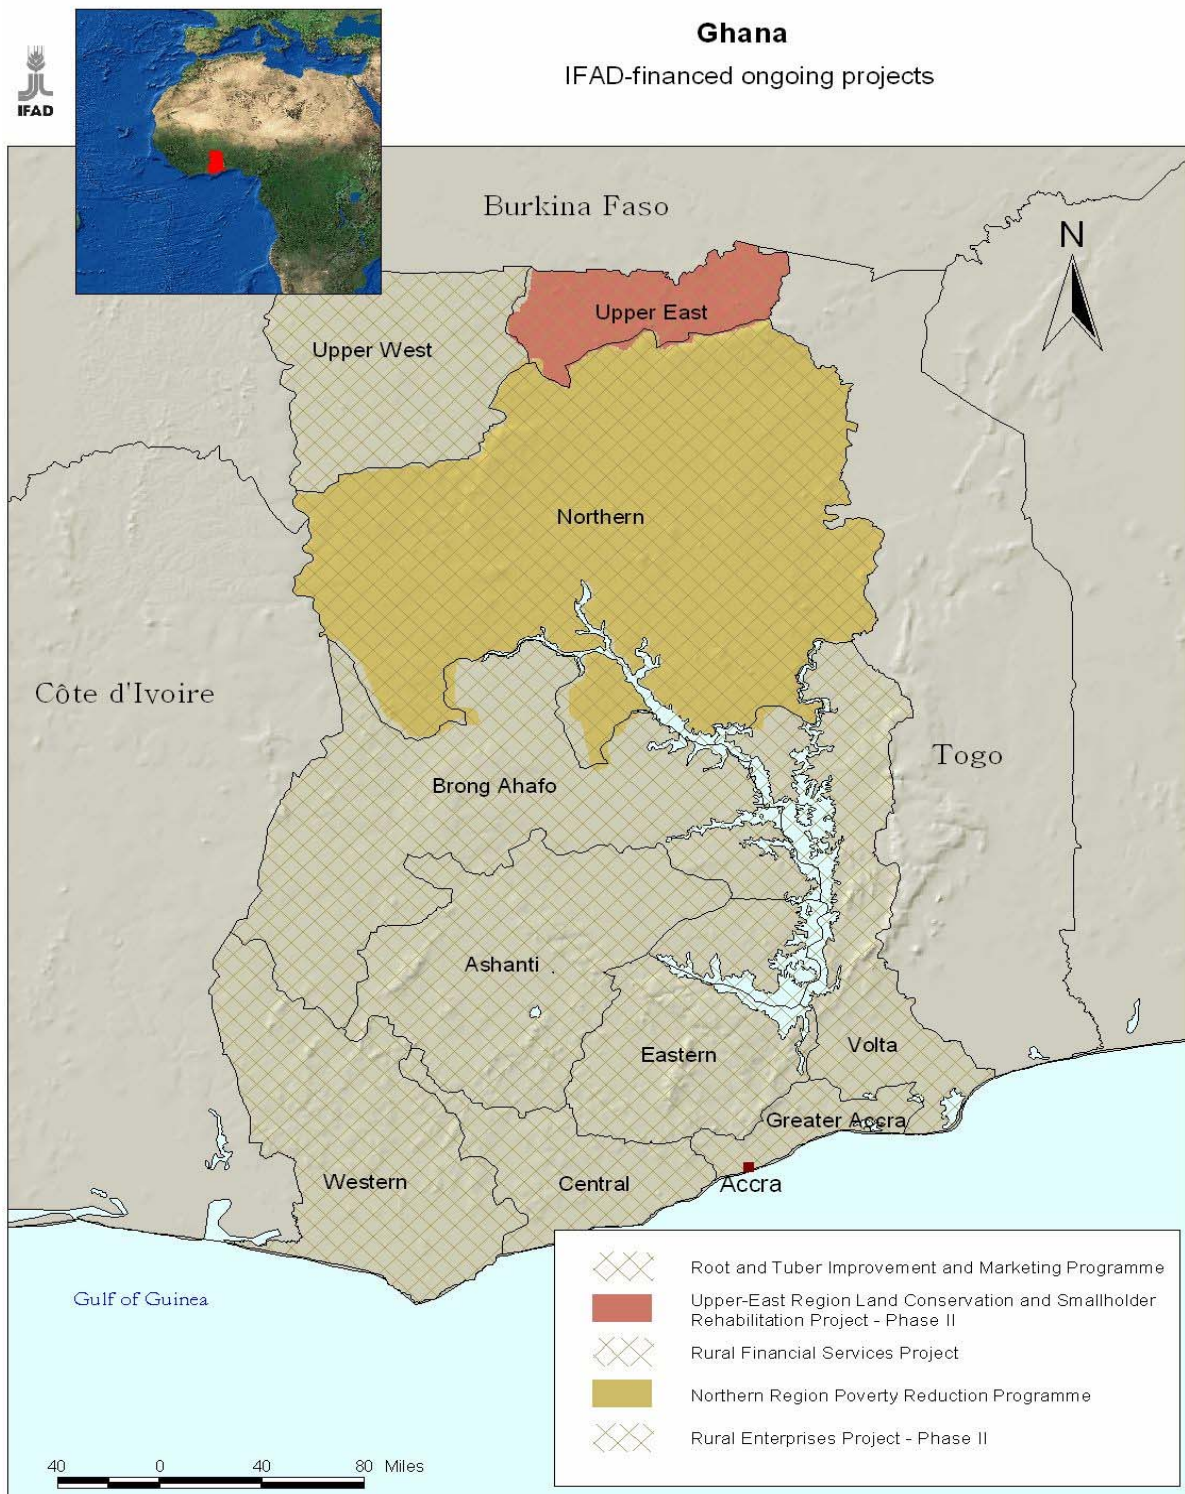 Ghana
IFAD-financed ongoing projects
IFAD
Burkina Faso
N
Upper East
Upper West
Northern
Côte d'Ivoire
Togo
Brong Ahafo
Ashanti
Eastern
Volta
Greater Accra
Western
Central
Accra
Gulf of Guinea
Root and Tuber Improvement and Marketing Programme
Upper-East Region Land Conservation and Smallholder
Rehabilitation Project - Phase II
Rural Financial Services Project
Northern Region Poverty Reduction Programme
Rural Enterprises Project - Phase II
40 0 40 80 Miles